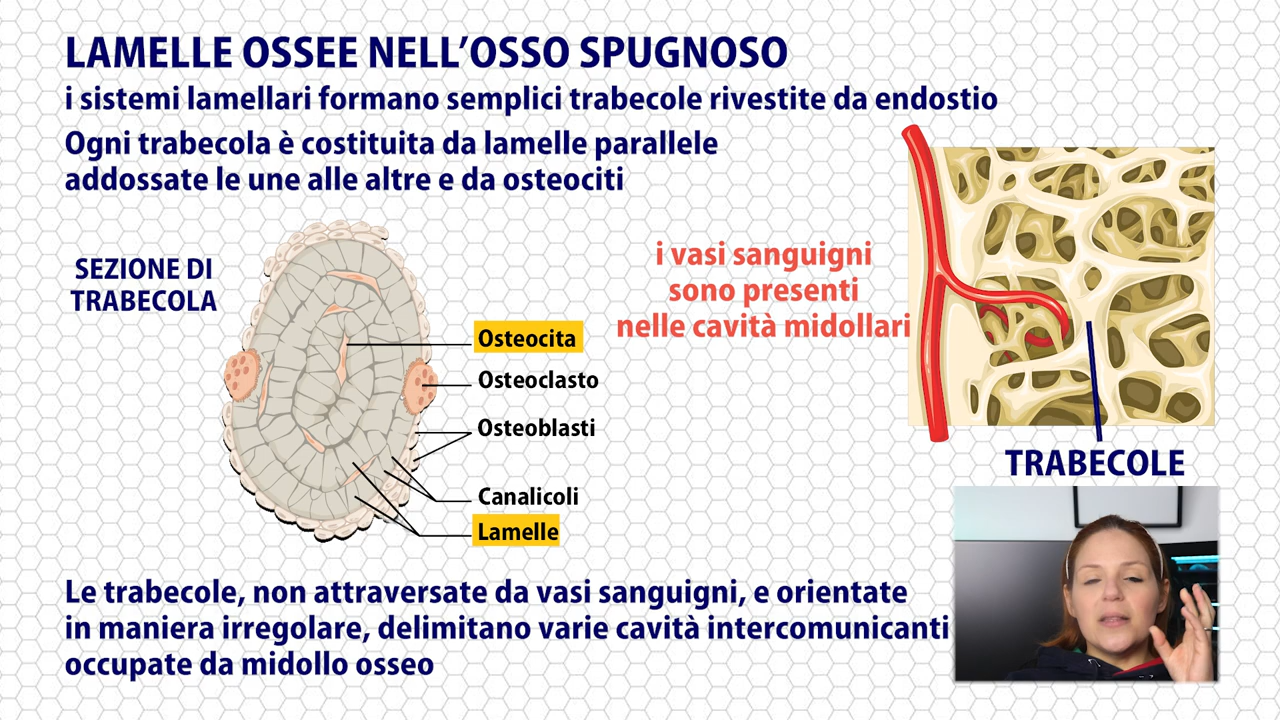 LAMELLE OSSEE NELL’OSSO SPUGNOSO
i sistemi lamellari formano semplici trabecole rivestite da endostio
Ogni trabecola è costituita da lamelle parallele
addossate le une alle altre e da osteociti
SEZIONE DI
TRABECOLA
Osteocita
Osteoclasto
Osteoblasti
Canalicoli
Lamelle
i vasi sanguigni
sono presenti
nelle cavità midollari
TRABECOLE
Le trabecole, non attraversate da vasi sanguigni, e orientate
in maniera irregolare, delimitano varie cavità intercomunicanti
occupate da midollo osseo